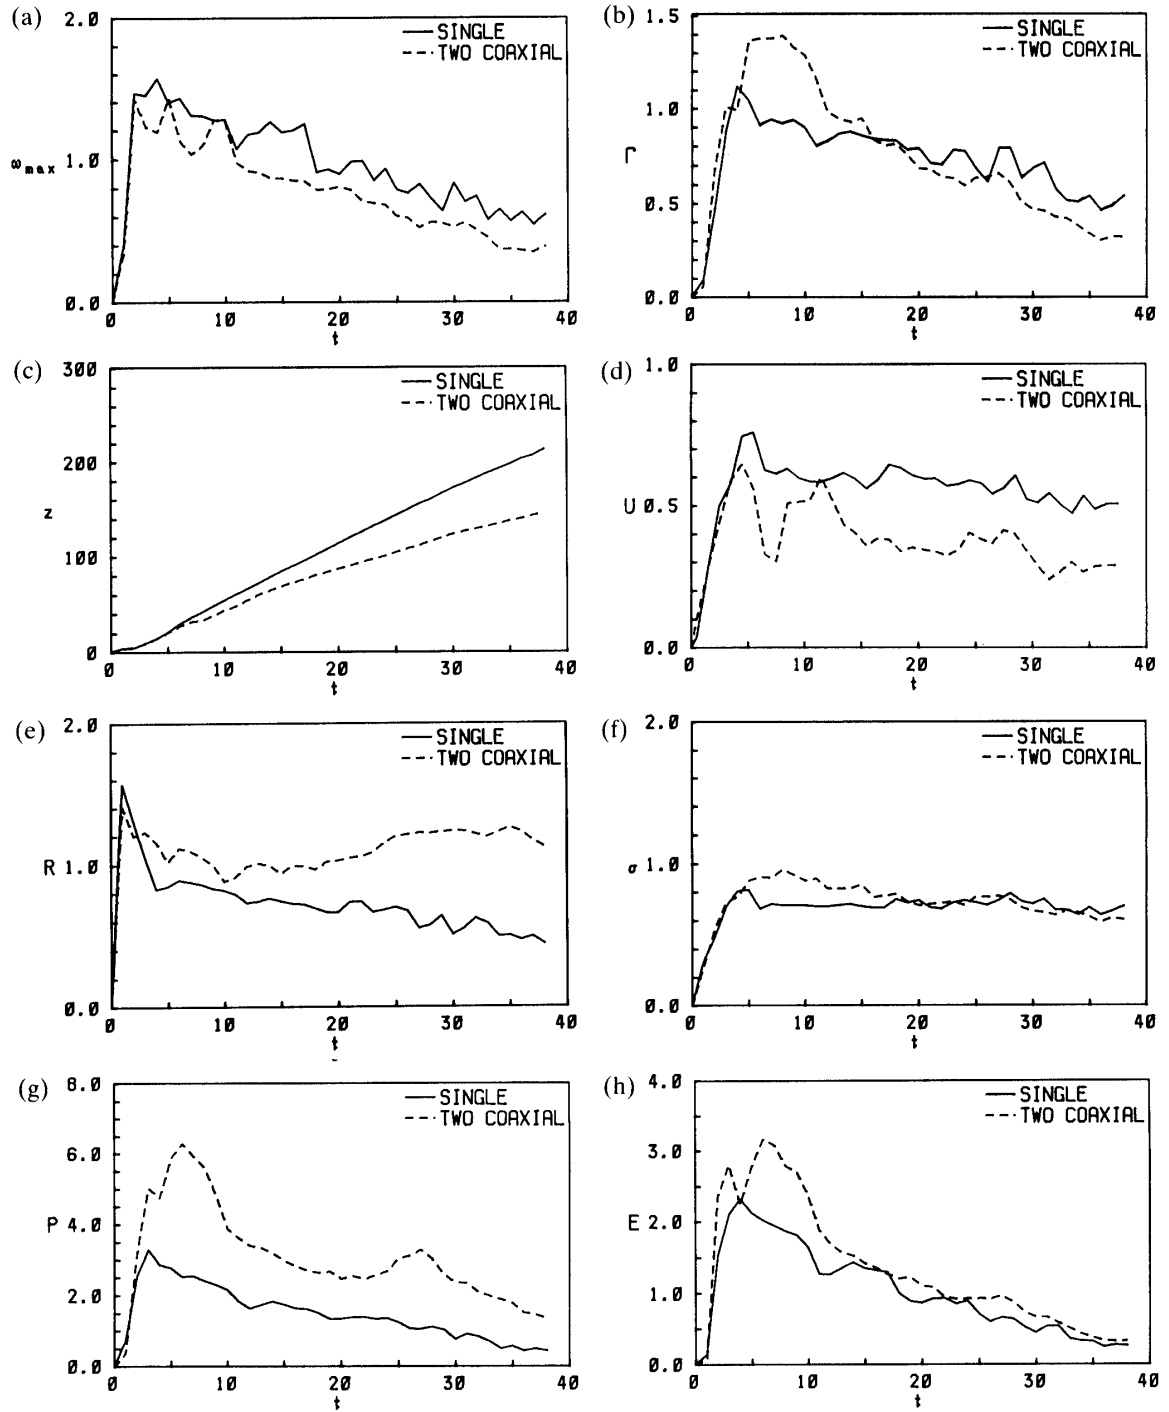 (a)
2.0
SINGLE
TWO COAXIAL
ω max 1.0
0.0
0 10 20 30 40
t
(b)
1.5
SINGLE
TWO COAXIAL
1.0
Γ
0.5
0.0
0 10 20 30 40
t
(c)
300
SINGLE
TWO COAXIAL
200
z
100
0
0 10 20 30 40
t
(d)
1.0
SINGLE
TWO COAXIAL
U 0.5
0.0
0 10 20 30 40
t
(e)
2.0
SINGLE
TWO COAXIAL
R 1.0
0.0
0 10 20 30 40
t
(f)
2.0
SINGLE
TWO COAXIAL
σ 1.0
0.0
0 10 20 30 40
t
(g)
8.0
SINGLE
TWO COAXIAL
6.0
P 4.0
2.0
0.0
0 10 20 30 40
t
(h)
4.0
SINGLE
TWO COAXIAL
3.0
E 2.0
1.0
0.0
0 10 20 30 40
t